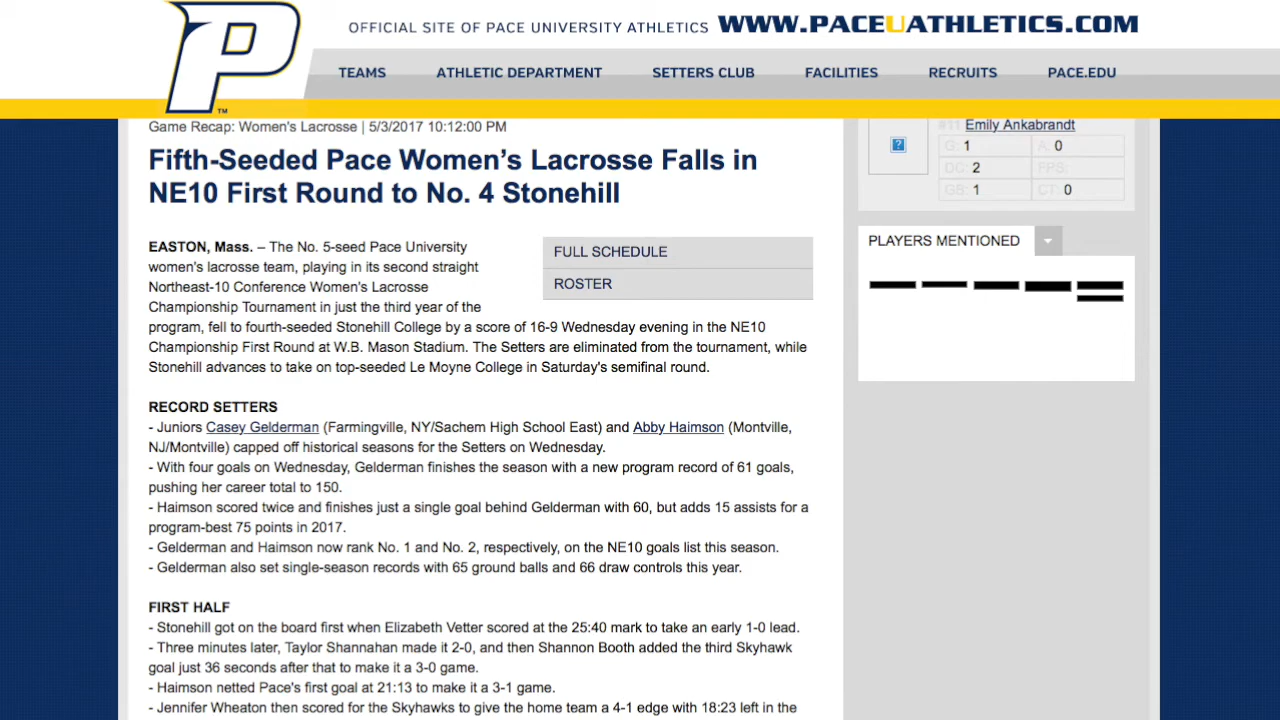 OFFICIAL SITE OF PACE UNIVERSITY ATHLETICS WWW.PACEUATHLETICS.COM
P
TM
TEAMS ATHLETIC DEPARTMENT SETTERS CLUB FACILITIES RECRUITS PACE.EDU
Game Recap: Women's Lacrosse | 5/3/2017 10:12:00 PM
Fifth-Seeded Pace Women’s Lacrosse Falls in
NE10 First Round to No. 4 Stonehill
EASTON, Mass. – The No. 5-seed Pace University
women's lacrosse team, playing in its second straight
Northeast-10 Conference Women's Lacrosse
Championship Tournament in just the third year of the
program, fell to fourth-seeded Stonehill College by a score of 16-9 Wednesday evening in the NE10
Championship First Round at W.B. Mason Stadium. The Setters are eliminated from the tournament, while
Stonehill advances to take on top-seeded Le Moyne College in Saturday's semifinal round.
FULL SCHEDULE
ROSTER
RECORD SETTERS
- Juniors Casey Gelderman (Farmingville, NY/Sachem High School East) and Abby Haimson (Montville,
NJ/Montville) capped off historical seasons for the Setters on Wednesday.
- With four goals on Wednesday, Gelderman finishes the season with a new program record of 61 goals,
pushing her career total to 150.
- Haimson scored twice and finishes just a single goal behind Gelderman with 60, but adds 15 assists for a
program-best 75 points in 2017.
- Gelderman and Haimson now rank No. 1 and No. 2, respectively, on the NE10 goals list this season.
- Gelderman also set single-season records with 65 ground balls and 66 draw controls this year.
FIRST HALF
- Stonehill got on the board first when Elizabeth Vetter scored at the 25:40 mark to take an early 1-0 lead.
- Three minutes later, Taylor Shannahan made it 2-0, and then Shannon Booth added the third Skyhawk
goal just 36 seconds after that to make it a 3-0 game.
- Haimson netted Pace's first goal at 21:13 to make it a 3-1 game.
- Jennifer Wheaton then scored for the Skyhawks to give the home team a 4-1 edge with 18:23 left in the
#11 Emily Ankabrandt
?
G: 1 A: 0
DC: 2 FPS:
GB: 1 CT: 0
PLAYERS MENTIONED